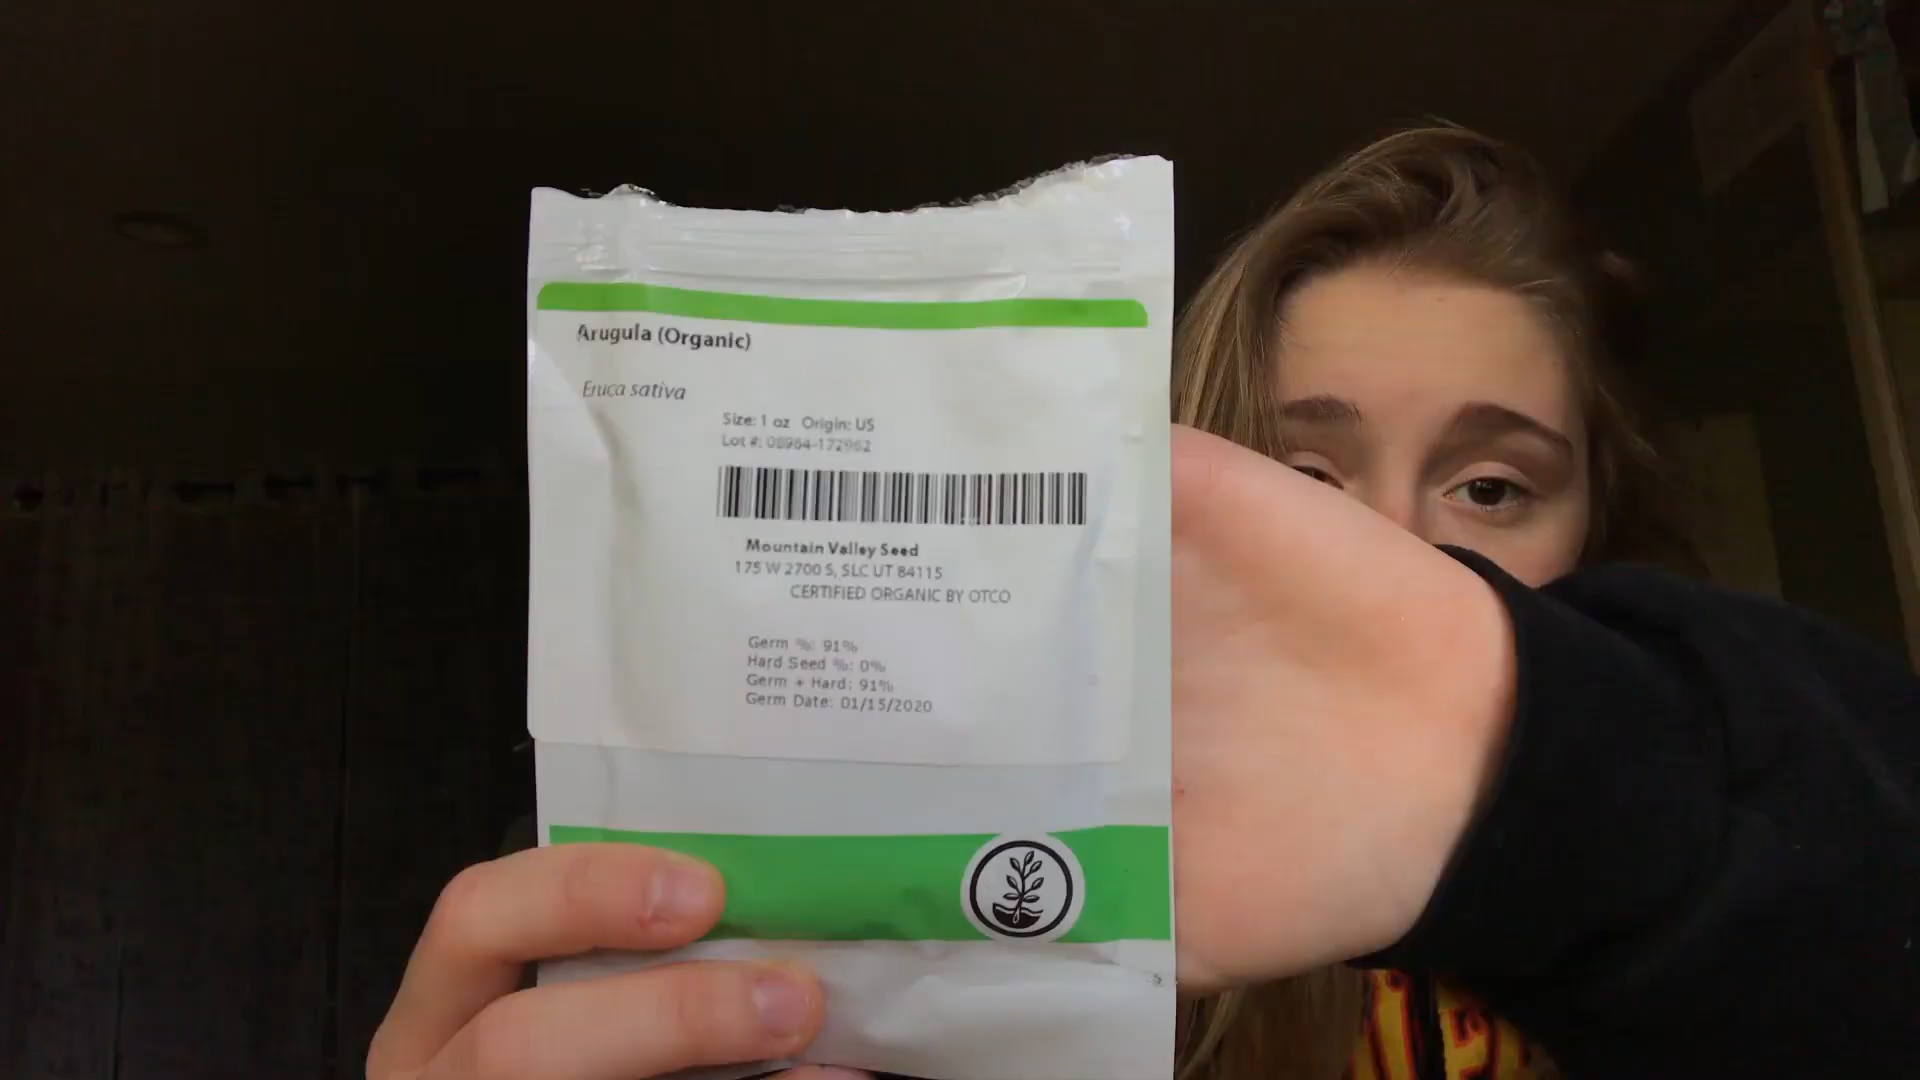 Arugula (Organic)
Eruca sativa
Size: 1 oz Origin: US
Lot #: 08964-172962
Mountain Valley Seed
175 W 2700 S, SLC UT 84115
CERTIFIED ORGANIC BY OTCO
Germ %: 91%
Hard Seed %: 0%
Germ + Hard: 91%
Germ Date: 01/15/2020